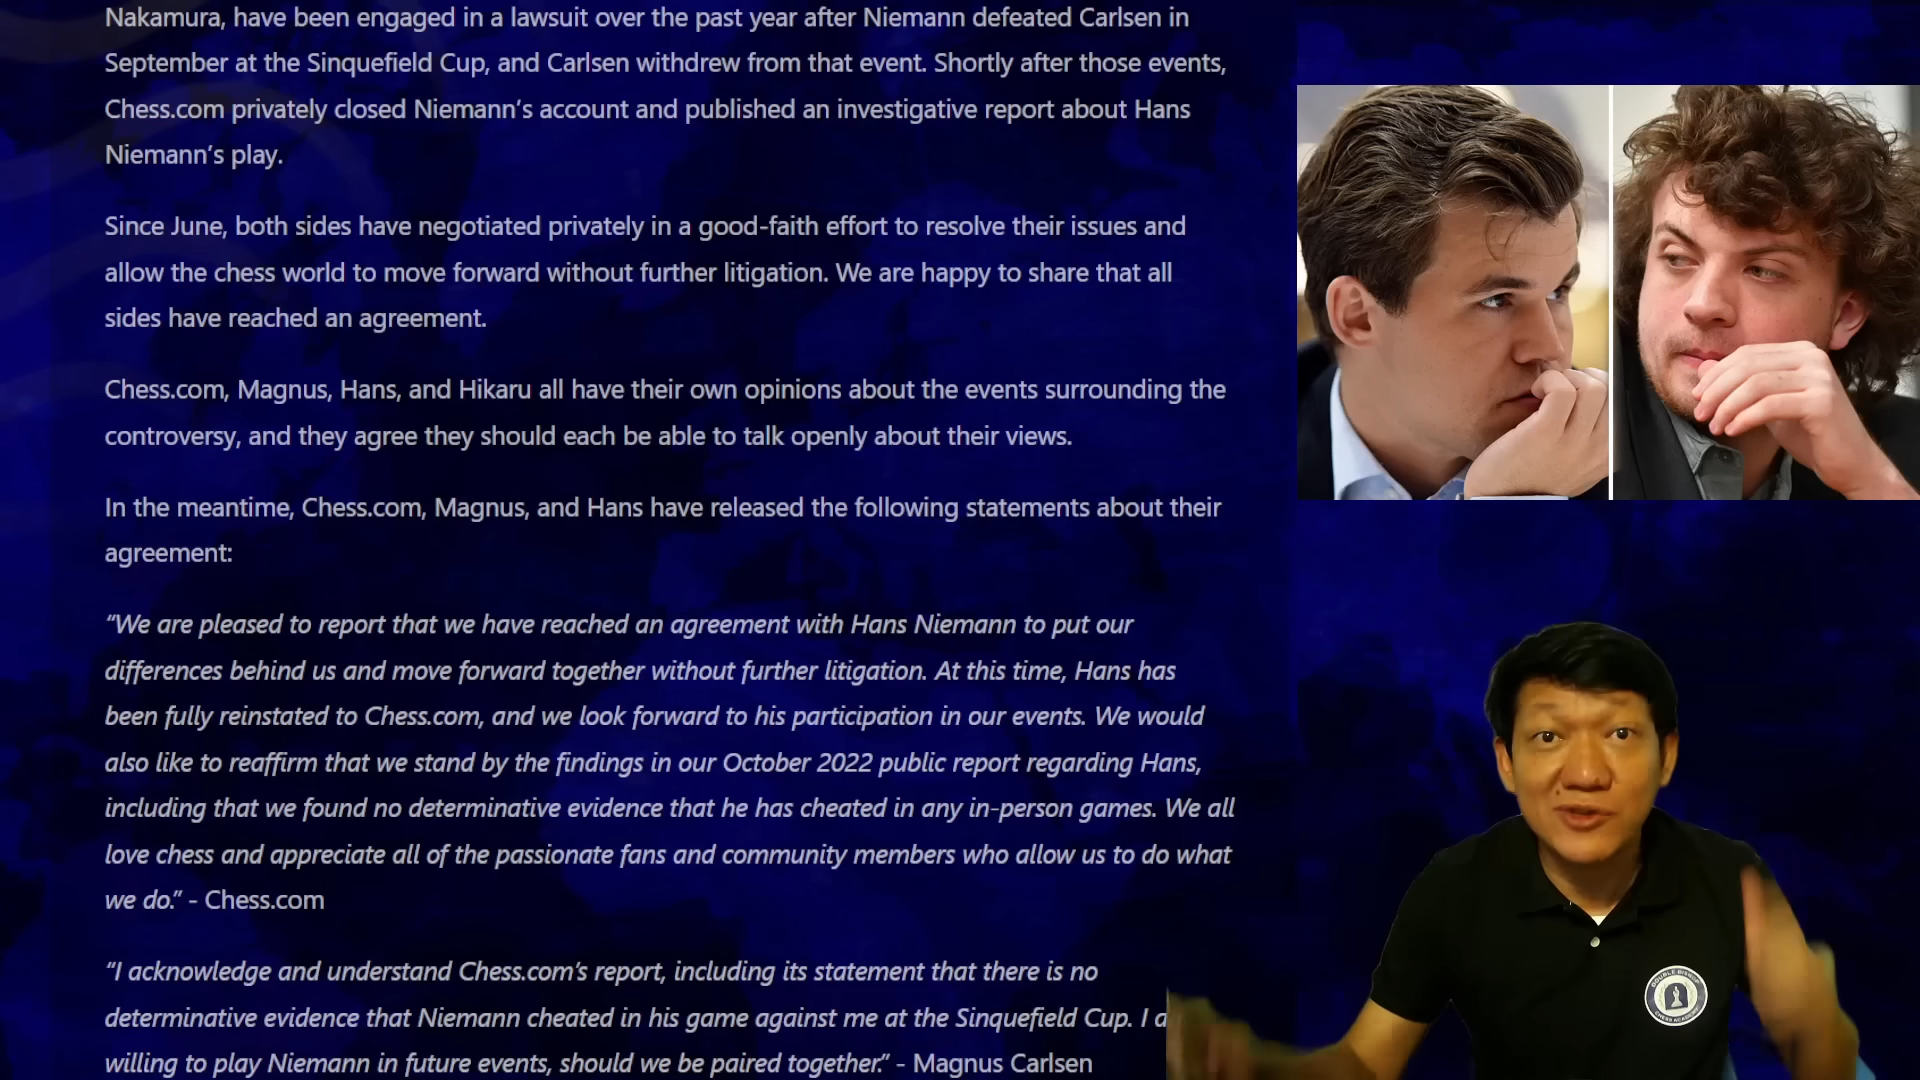 Nakamura, have been engaged in a lawsuit over the past year after Niemann defeated Carlsen in
September at the Sinquefield Cup, and Carlsen withdrew from that event. Shortly after those events,
Chess.com privately closed Niemann’s account and published an investigative report about Hans
Niemann’s play.
Since June, both sides have negotiated privately in a good-faith effort to resolve their issues and
allow the chess world to move forward without further litigation. We are happy to share that all
sides have reached an agreement.
Chess.com, Magnus, Hans, and Hikaru all have their own opinions about the events surrounding the
controversy, and they agree they should each be able to talk openly about their views.
In the meantime, Chess.com, Magnus, and Hans have released the following statements about their
agreement:
“We are pleased to report that we have reached an agreement with Hans Niemann to put our
differences behind us and move forward together without further litigation. At this time, Hans has
been fully reinstated to Chess.com, and we look forward to his participation in our events. We would
also like to reaffirm that we stand by the findings in our October 2022 public report regarding Hans,
including that we found no determinative evidence that he has cheated in any in-person games. We all
love chess and appreciate all of the passionate fans and community members who allow us to do what
we do.” - Chess.com
“I acknowledge and understand Chess.com’s report, including its statement that there is no
determinative evidence that Niemann cheated in his game against me at the Sinquefield Cup. I
willing to play Niemann in future events, should we be paired together.” - Magnus Carlsen
DOUBLE BISHOP
CHESS ACADEMY